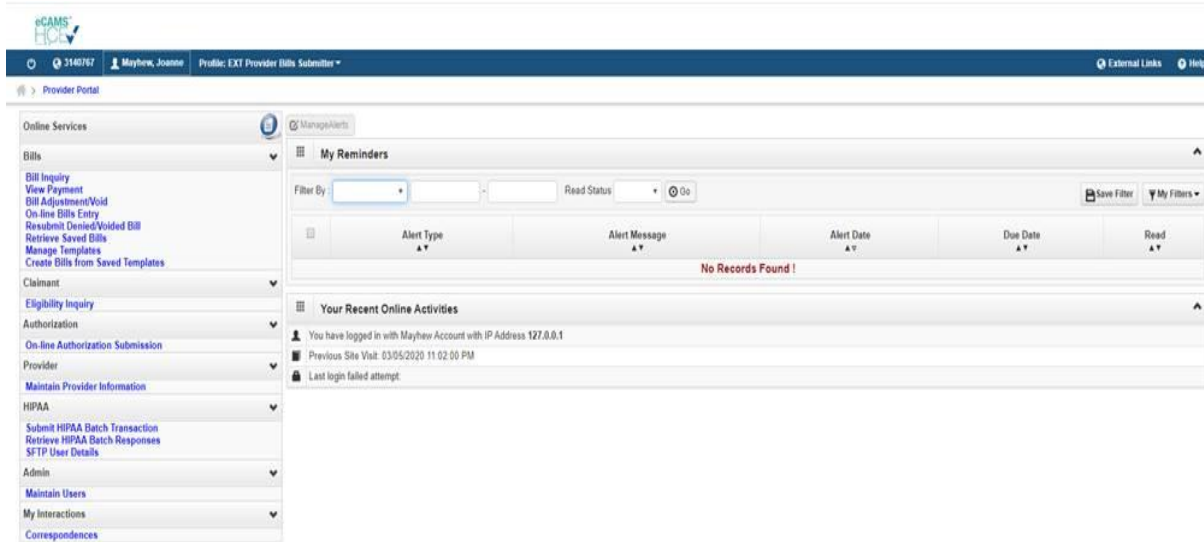 eCAMS
HCE
3140767 Mayhew, Joanne Profile: EXT Provider Bills Submitter External Links Help
> Provider Portal
Online Services
Bills
Bill Inquiry
View Payment
Bill Adjustment/Void
On-line Bills Entry
Resubmit Denied/Voided Bill
Retrieve Saved Bills
Manage Templates
Create Bills from Saved Templates
Claimant
Eligibility Inquiry
Authorization
On-line Authorization Submission
Provider
Maintain Provider Information
HIPAA
Submit HIPAA Batch Transaction
Retrieve HIPAA Batch Responses
SFTP User Details
Admin
Maintain Users
My Interactions
Correspondences
ManageAlerts
My Reminders
Filter By : - Read Status Go Save Filter My Filters
Alert Type Alert Message Alert Date Due Date Read
No Records Found !
Your Recent Online Activities
You have logged in with Mayhew Account with IP Address 127.0.0.1
Previous Site Visit: 03/05/2020 11:02:00 PM
Last login failed attempt: